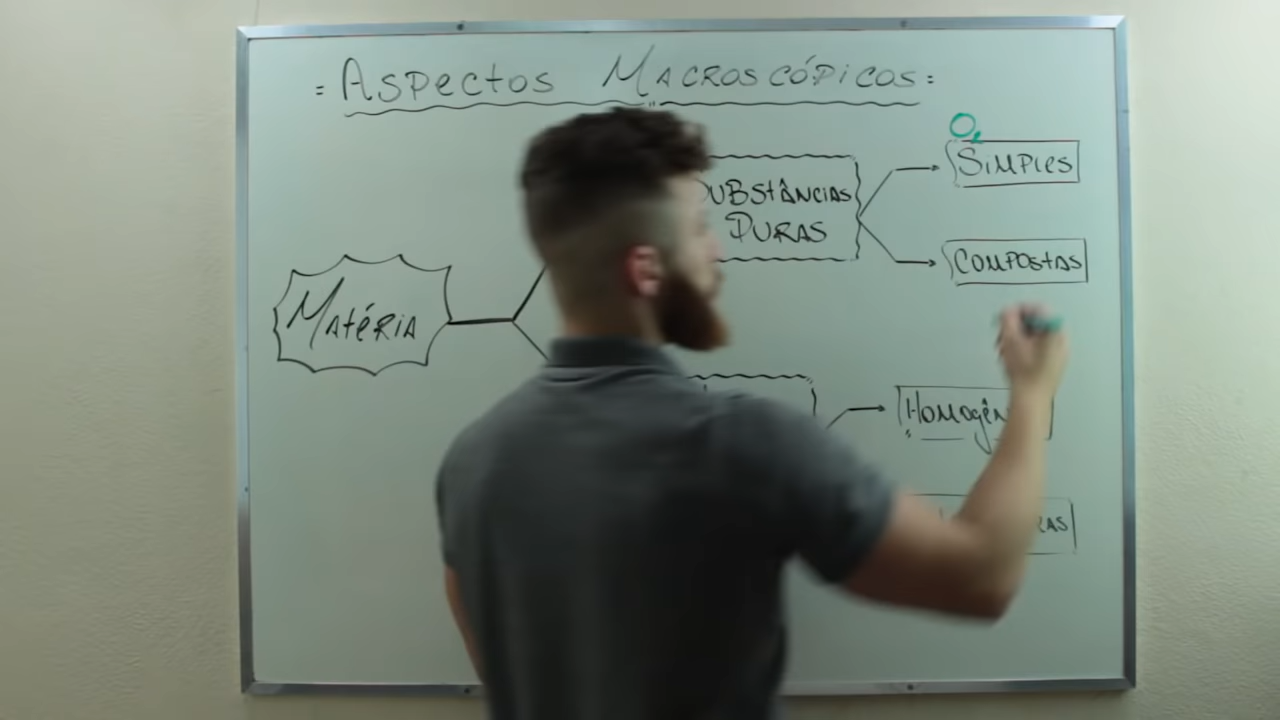 = Aspectos Macroscópicos =
O₂
Simples
Substâncias
Puras
Compostas
Matéria